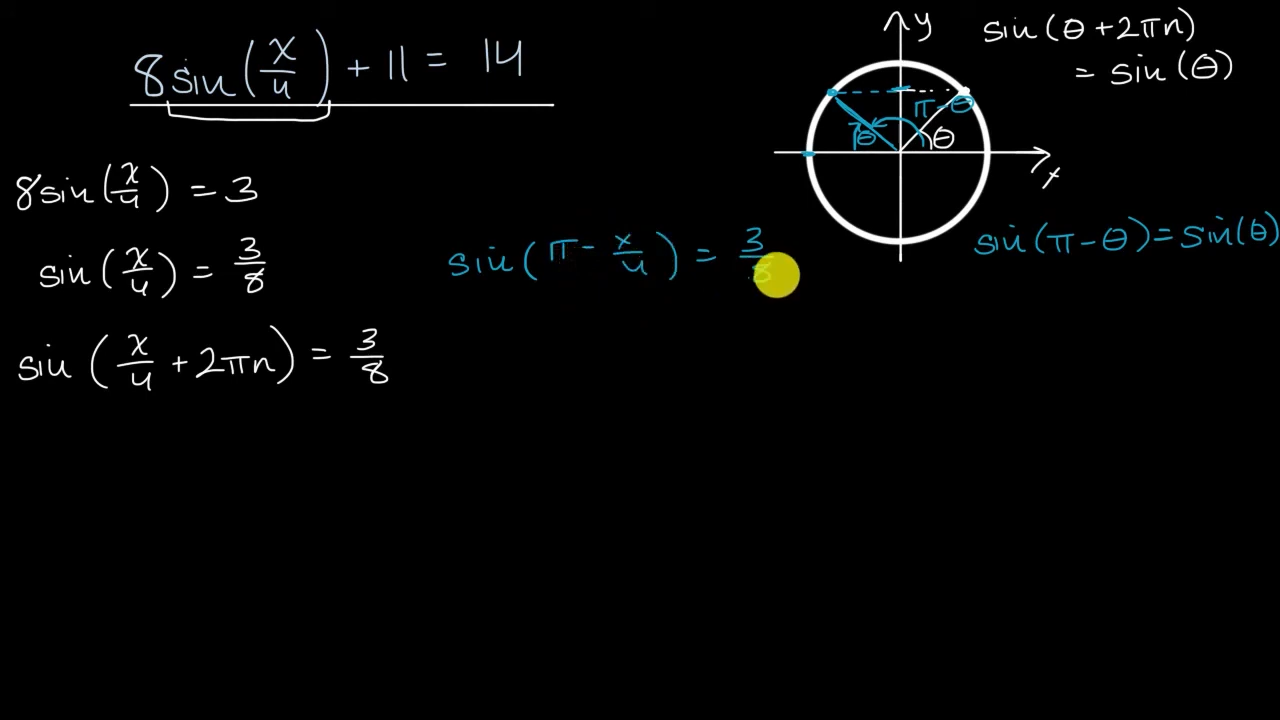 8sin(x/4) + 11 = 14
8sin(x/4) = 3
sin(x/4) = 3/8
sin(x/4 + 2πn) = 3/8
sin(π - x/4) = 3/8
y
π-θ
θ
θ
x
sin(θ + 2πn)
= sin(θ)
sin(π - θ) = sin(θ)